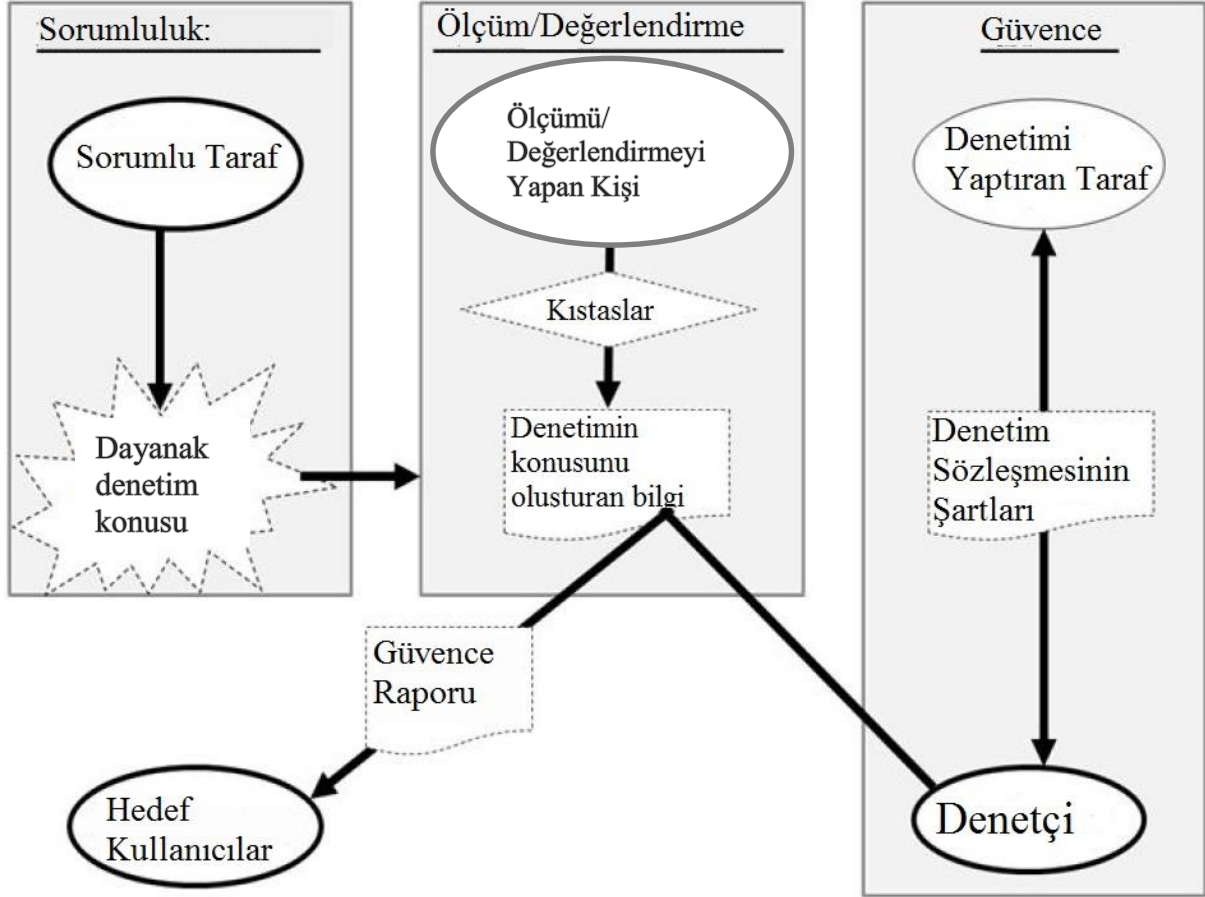 Sorumluluk:
Sorumlu Taraf
Dayanak
denetim
konusu
Ölçüm/Değerlendirme
Ölçümü/
Değerlendirmeyi
Yapan Kişi
Kıstaslar
Denetimin
konusunu
olusturan bilgi
Güvence
Denetimi
Yaptıran Taraf
Denetim
Sözleşmesinin
Şartları
Denetçi
Güvence
Raporu
Hedef
Kullanıcılar